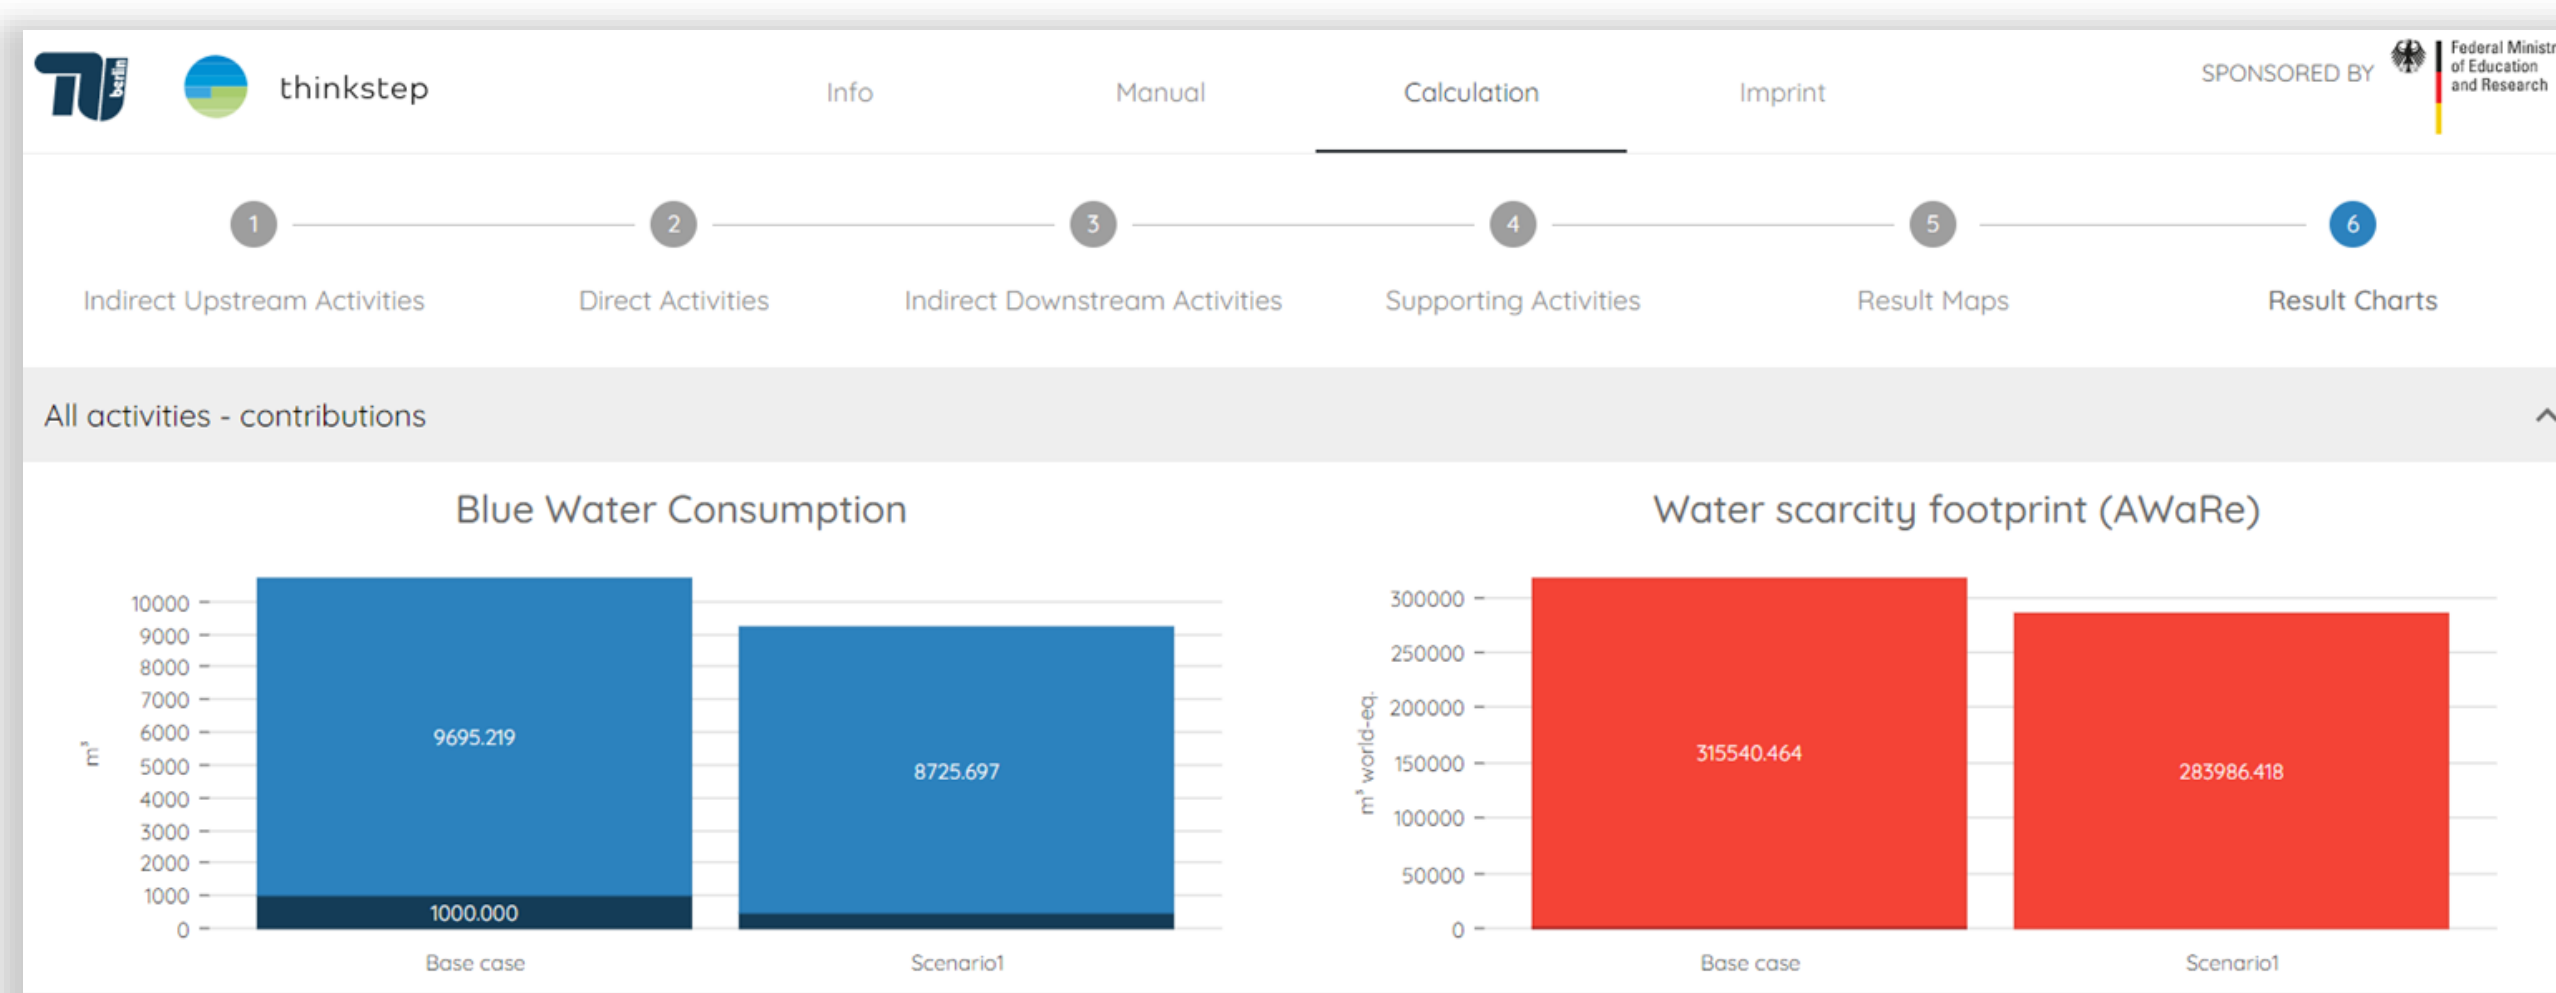 TU berlin
thinkstep
Info
Manual
Calculation
Imprint
SPONSORED BY
Federal Ministr
of Education
and Research
1
2
3
4
5
6
Indirect Upstream Activities
Direct Activities
Indirect Downstream Activities
Supporting Activities
Result Maps
Result Charts
All activities - contributions
Blue Water Consumption
m³
10000
9000
8000
7000
6000
5000
4000
3000
2000
1000
0
9695.219
1000.000
8725.697
Base case
Scenario1
Water scarcity footprint (AWaRe)
m³ world-eq.
300000
250000
200000
150000
100000
50000
0
315540.464
283986.418
Base case
Scenario1